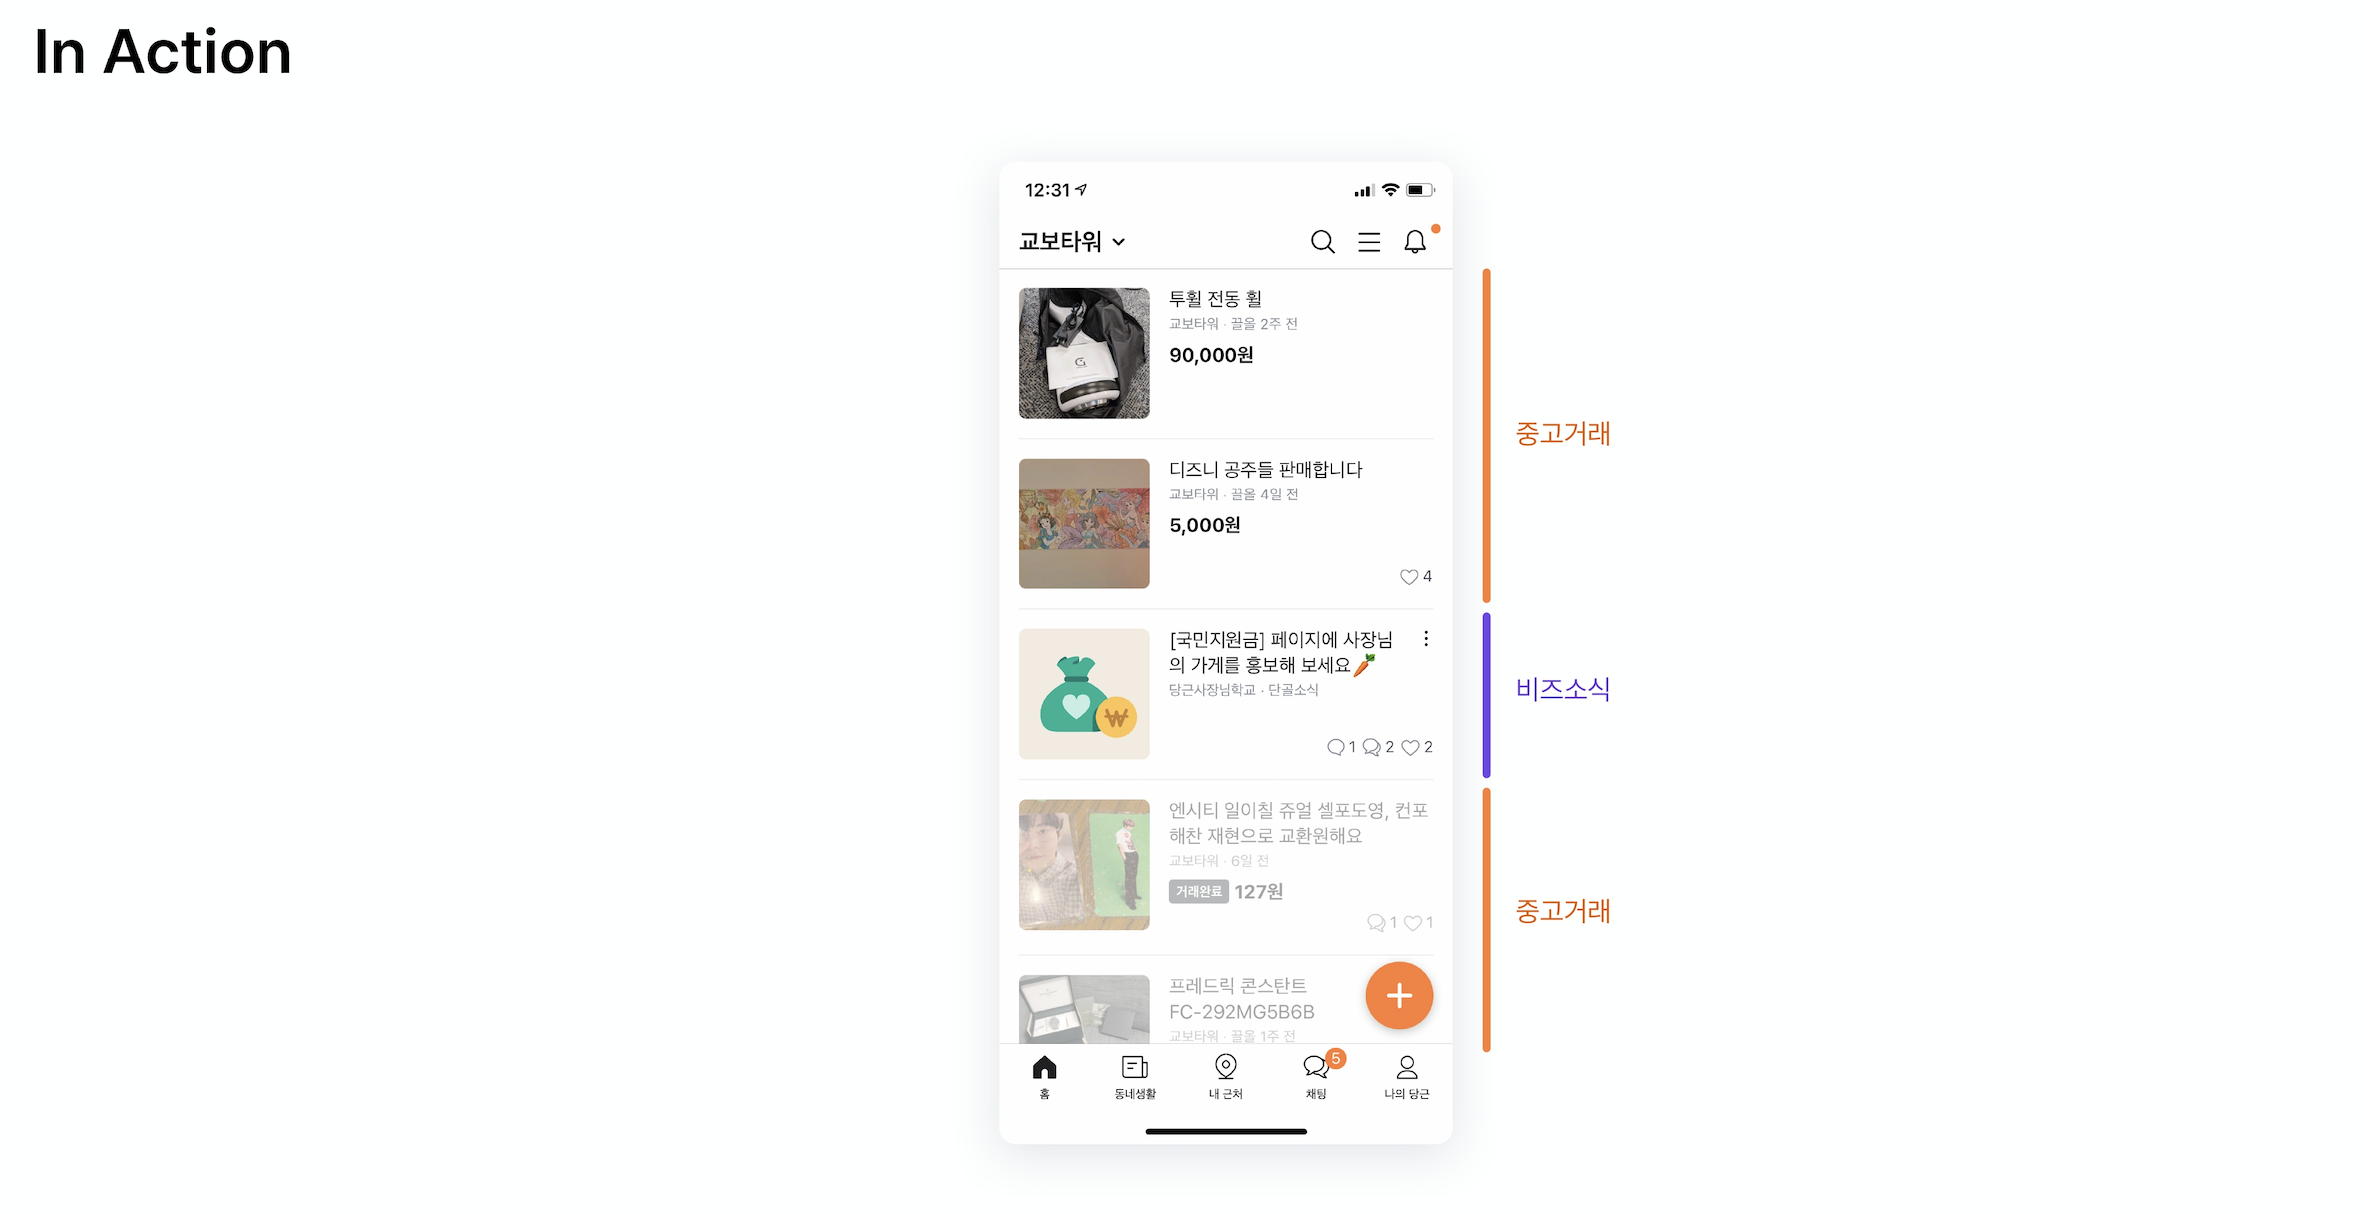 In Action
12:31
교보타워
투휠 전동 휠
교보타워 · 끌올 2주 전
90,000원
디즈니 공주들 판매합니다
교보타워 · 끌올 4일 전
5,000원
4
중고거래
[국민지원금] 페이지에 사장님
의 가게를 홍보해 보세요🥕
당근사장님학교 · 단골소식
1 2 2
비즈소식
엔시티 일이칠 쥬얼 셀포도영, 컨포
해찬 재현으로 교환원해요
교보타워 · 6일 전
거래완료 127원
1 1
중고거래
프레드릭 콘스탄트
FC-292MG5B6B
교보타워 · 끌올 1주 전
홈
동네생활
내 근처
5
채팅
나의 당근